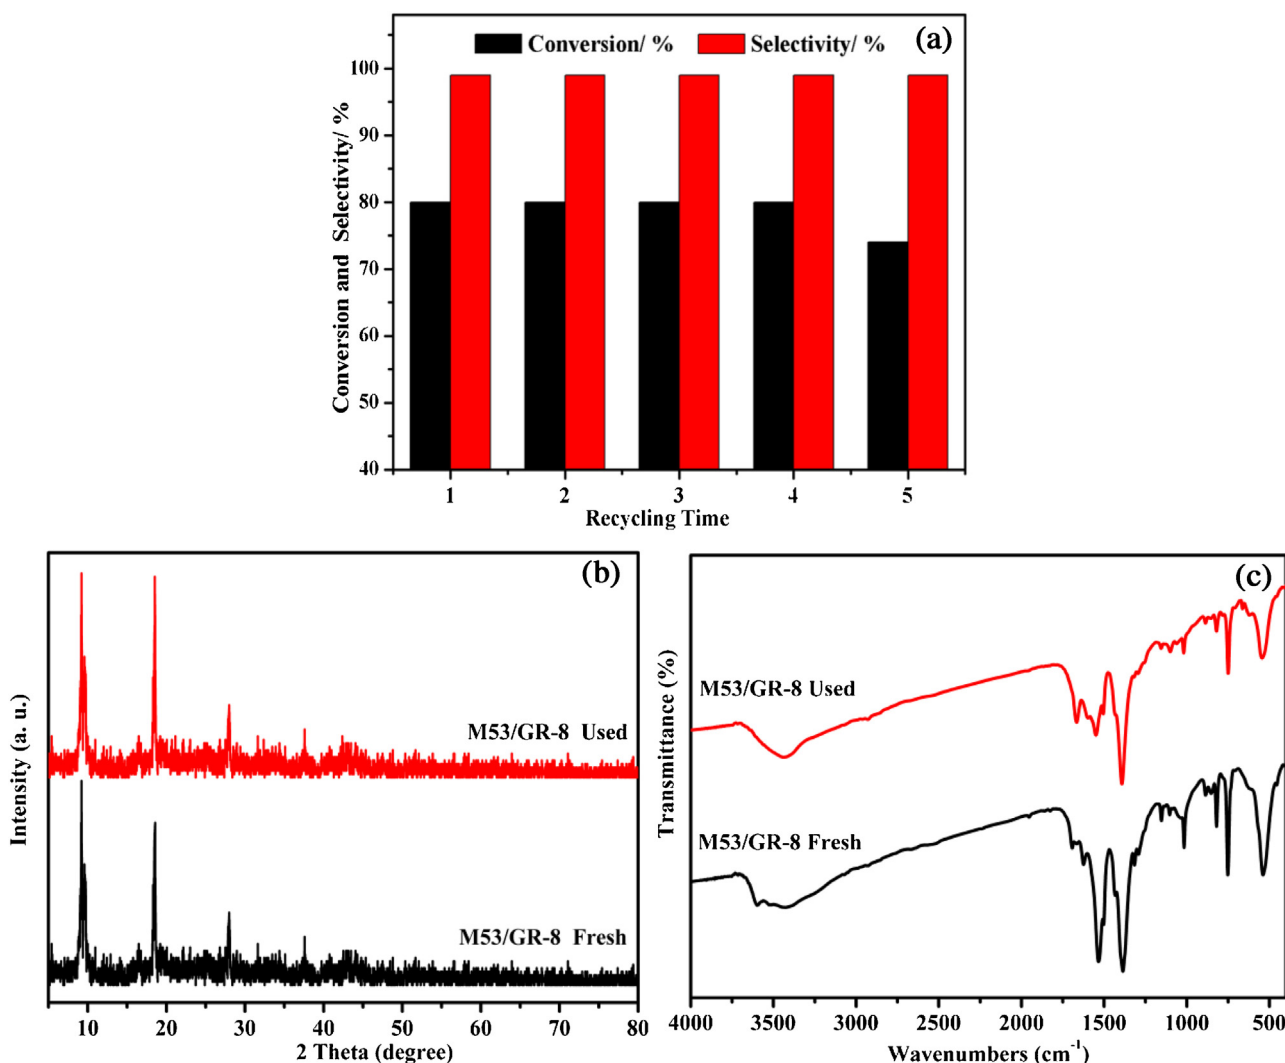 Conversion/ % Selectivity/ % (a)
Conversion and Selectivity/ %
100
90
80
70
60
50
40
1 2 3 4 5
Recycling Time
(b)
Intensity (a. u.)
M53/GR-8 Used
M53/GR-8 Fresh
10 20 30 40 50 60 70 80
2 Theta (degree)
(c)
Transmittance (%)
M53/GR-8 Used
M53/GR-8 Fresh
4000 3500 3000 2500 2000 1500 1000 500
Wavenumbers (cm⁻¹)